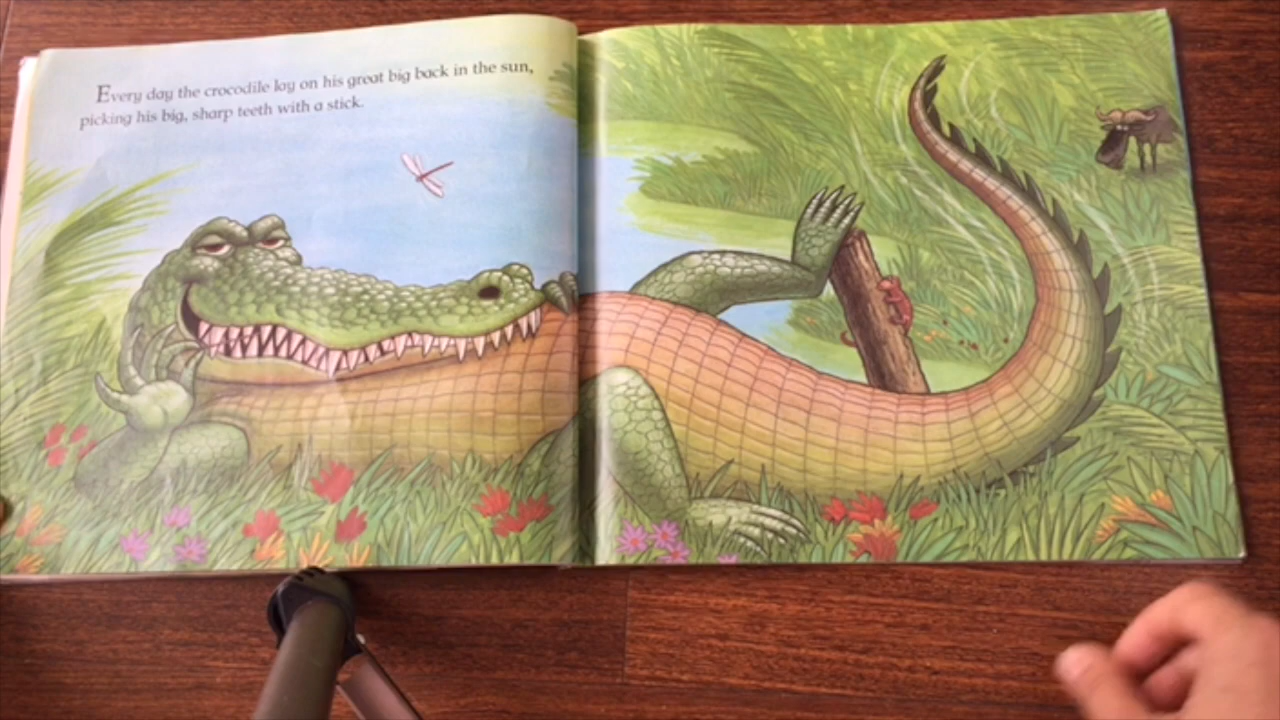 Every day the crocodile lay on his great big back in the sun,
picking his big, sharp teeth with a stick.